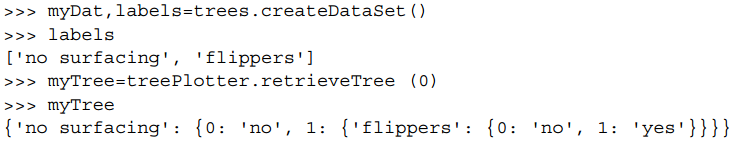 >>> myDat,labels=trees.createDataSet()
>>> labels
['no surfacing', 'flippers']
>>> myTree=treePlotter.retrieveTree (0)
>>> myTree
{'no surfacing': {0: 'no', 1: {'flippers': {0: 'no', 1: 'yes'}}}}